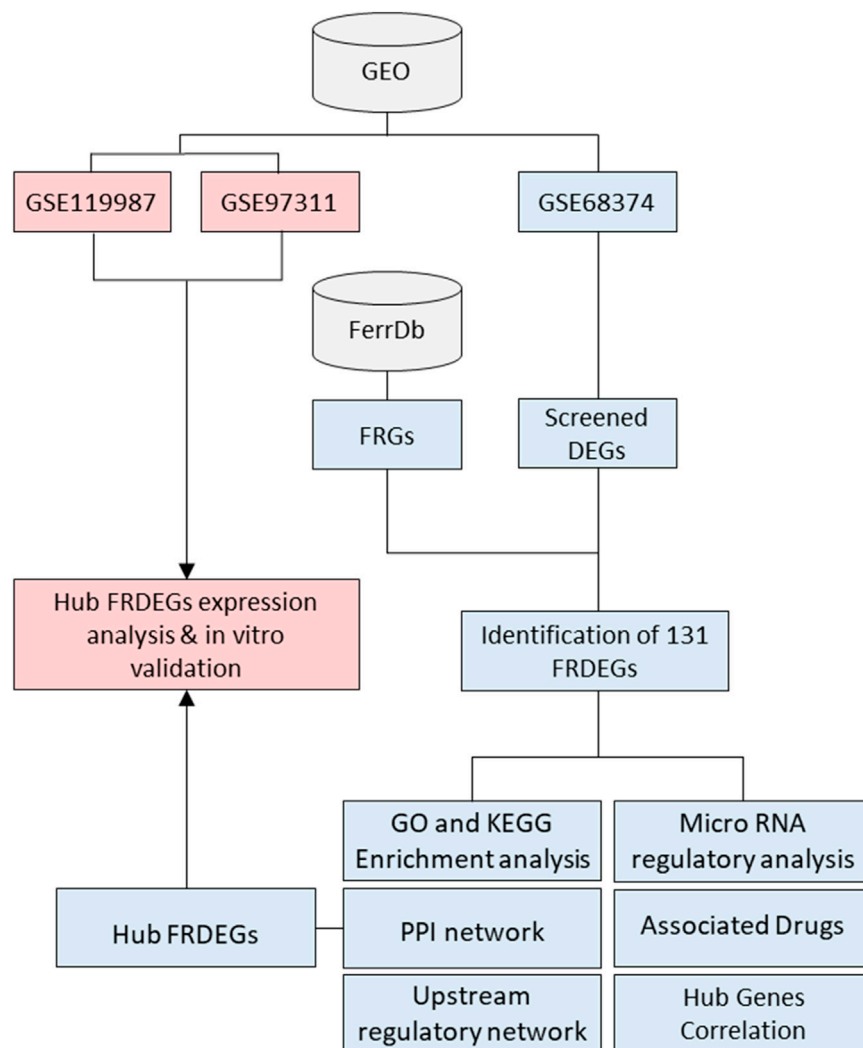 GEO
GSE119987
GSE97311
GSE68374
FerrDb
FRGs
Screened
DEGs
Hub FRDEGs expression
analysis & in vitro
validation
Identification of 131
FRDEGs
GO and KEGG
Enrichment analysis
Micro RNA
regulatory analysis
Hub FRDEGs
PPI network
Associated Drugs
Upstream
regulatory network
Hub Genes
Correlation